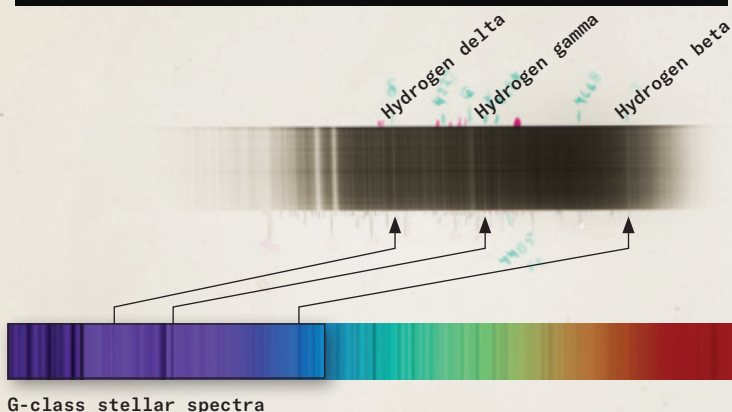 Hydrogen delta
Hydrogen gamma
Hydrogen beta
G-class stellar spectra